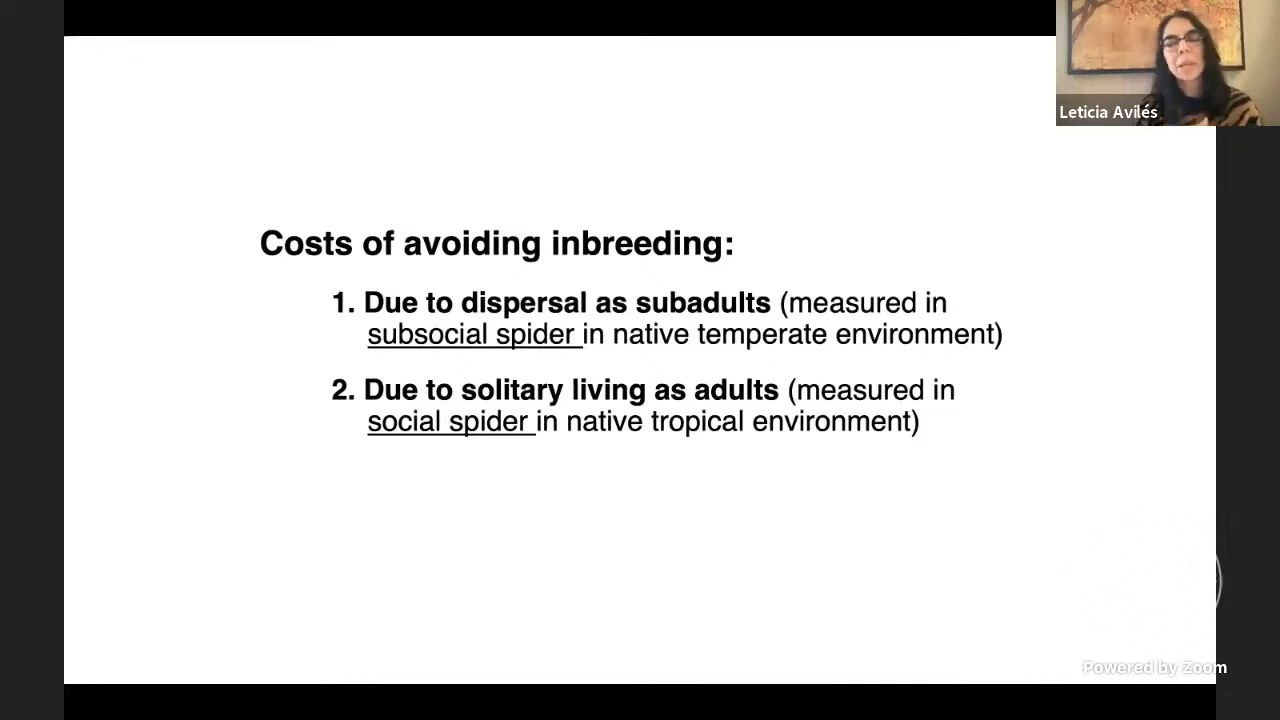 Leticia Avilés
Costs of avoiding inbreeding:
1. Due to dispersal as subadults (measured in
subsocial spider in native temperate environment)
2. Due to solitary living as adults (measured in
social spider in native tropical environment)
Powered by Zoom